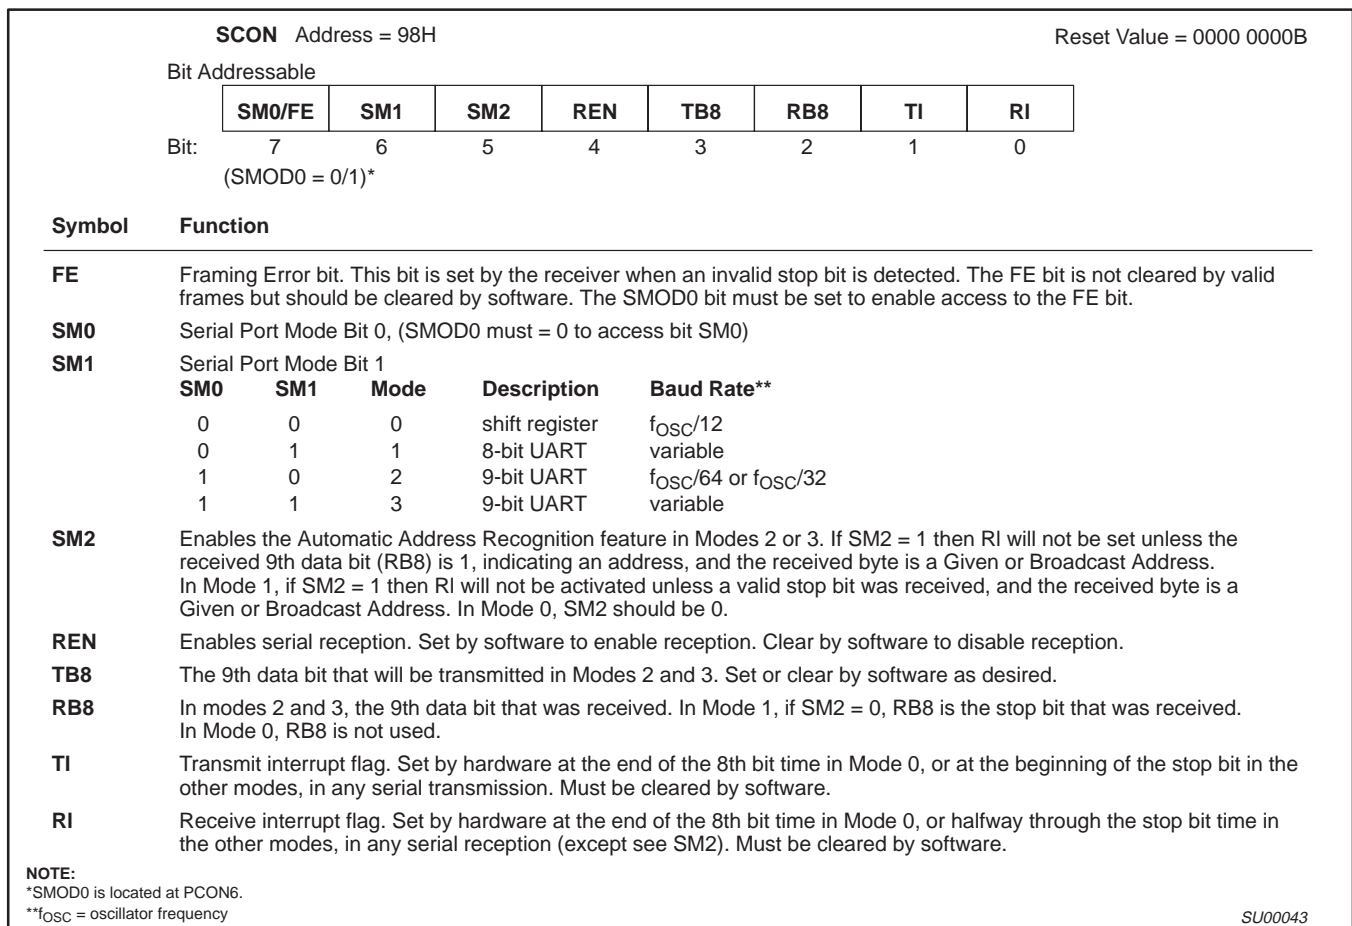 SCON Address = 98H Reset Value = 0000 0000B
Bit Addressable
SM0/FE SM1 SM2 REN TB8 RB8 TI RI
Bit: 7 6 5 4 3 2 1 0
(SMOD0 = 0/1)*
Symbol Function
FE Framing Error bit. This bit is set by the receiver when an invalid stop bit is detected. The FE bit is not cleared by valid
frames but should be cleared by software. The SMOD0 bit must be set to enable access to the FE bit.
SM0 Serial Port Mode Bit 0, (SMOD0 must = 0 to access bit SM0)
SM1 Serial Port Mode Bit 1
SM0 SM1 Mode Description Baud Rate**
0 0 0 shift register fOSC/12
0 1 1 8-bit UART variable
1 0 2 9-bit UART fOSC/64 or fOSC/32
1 1 3 9-bit UART variable
SM2 Enables the Automatic Address Recognition feature in Modes 2 or 3. If SM2 = 1 then RI will not be set unless the
received 9th data bit (RB8) is 1, indicating an address, and the received byte is a Given or Broadcast Address.
In Mode 1, if SM2 = 1 then RI will not be activated unless a valid stop bit was received, and the received byte is a
Given or Broadcast Address. In Mode 0, SM2 should be 0.
REN Enables serial reception. Set by software to enable reception. Clear by software to disable reception.
TB8 The 9th data bit that will be transmitted in Modes 2 and 3. Set or clear by software as desired.
RB8 In modes 2 and 3, the 9th data bit that was received. In Mode 1, if SM2 = 0, RB8 is the stop bit that was received.
In Mode 0, RB8 is not used.
TI Transmit interrupt flag. Set by hardware at the end of the 8th bit time in Mode 0, or at the beginning of the stop bit in the
other modes, in any serial transmission. Must be cleared by software.
RI Receive interrupt flag. Set by hardware at the end of the 8th bit time in Mode 0, or halfway through the stop bit time in
the other modes, in any serial reception (except see SM2). Must be cleared by software.
NOTE:
*SMOD0 is located at PCON6.
**fOSC = oscillator frequency SU00043